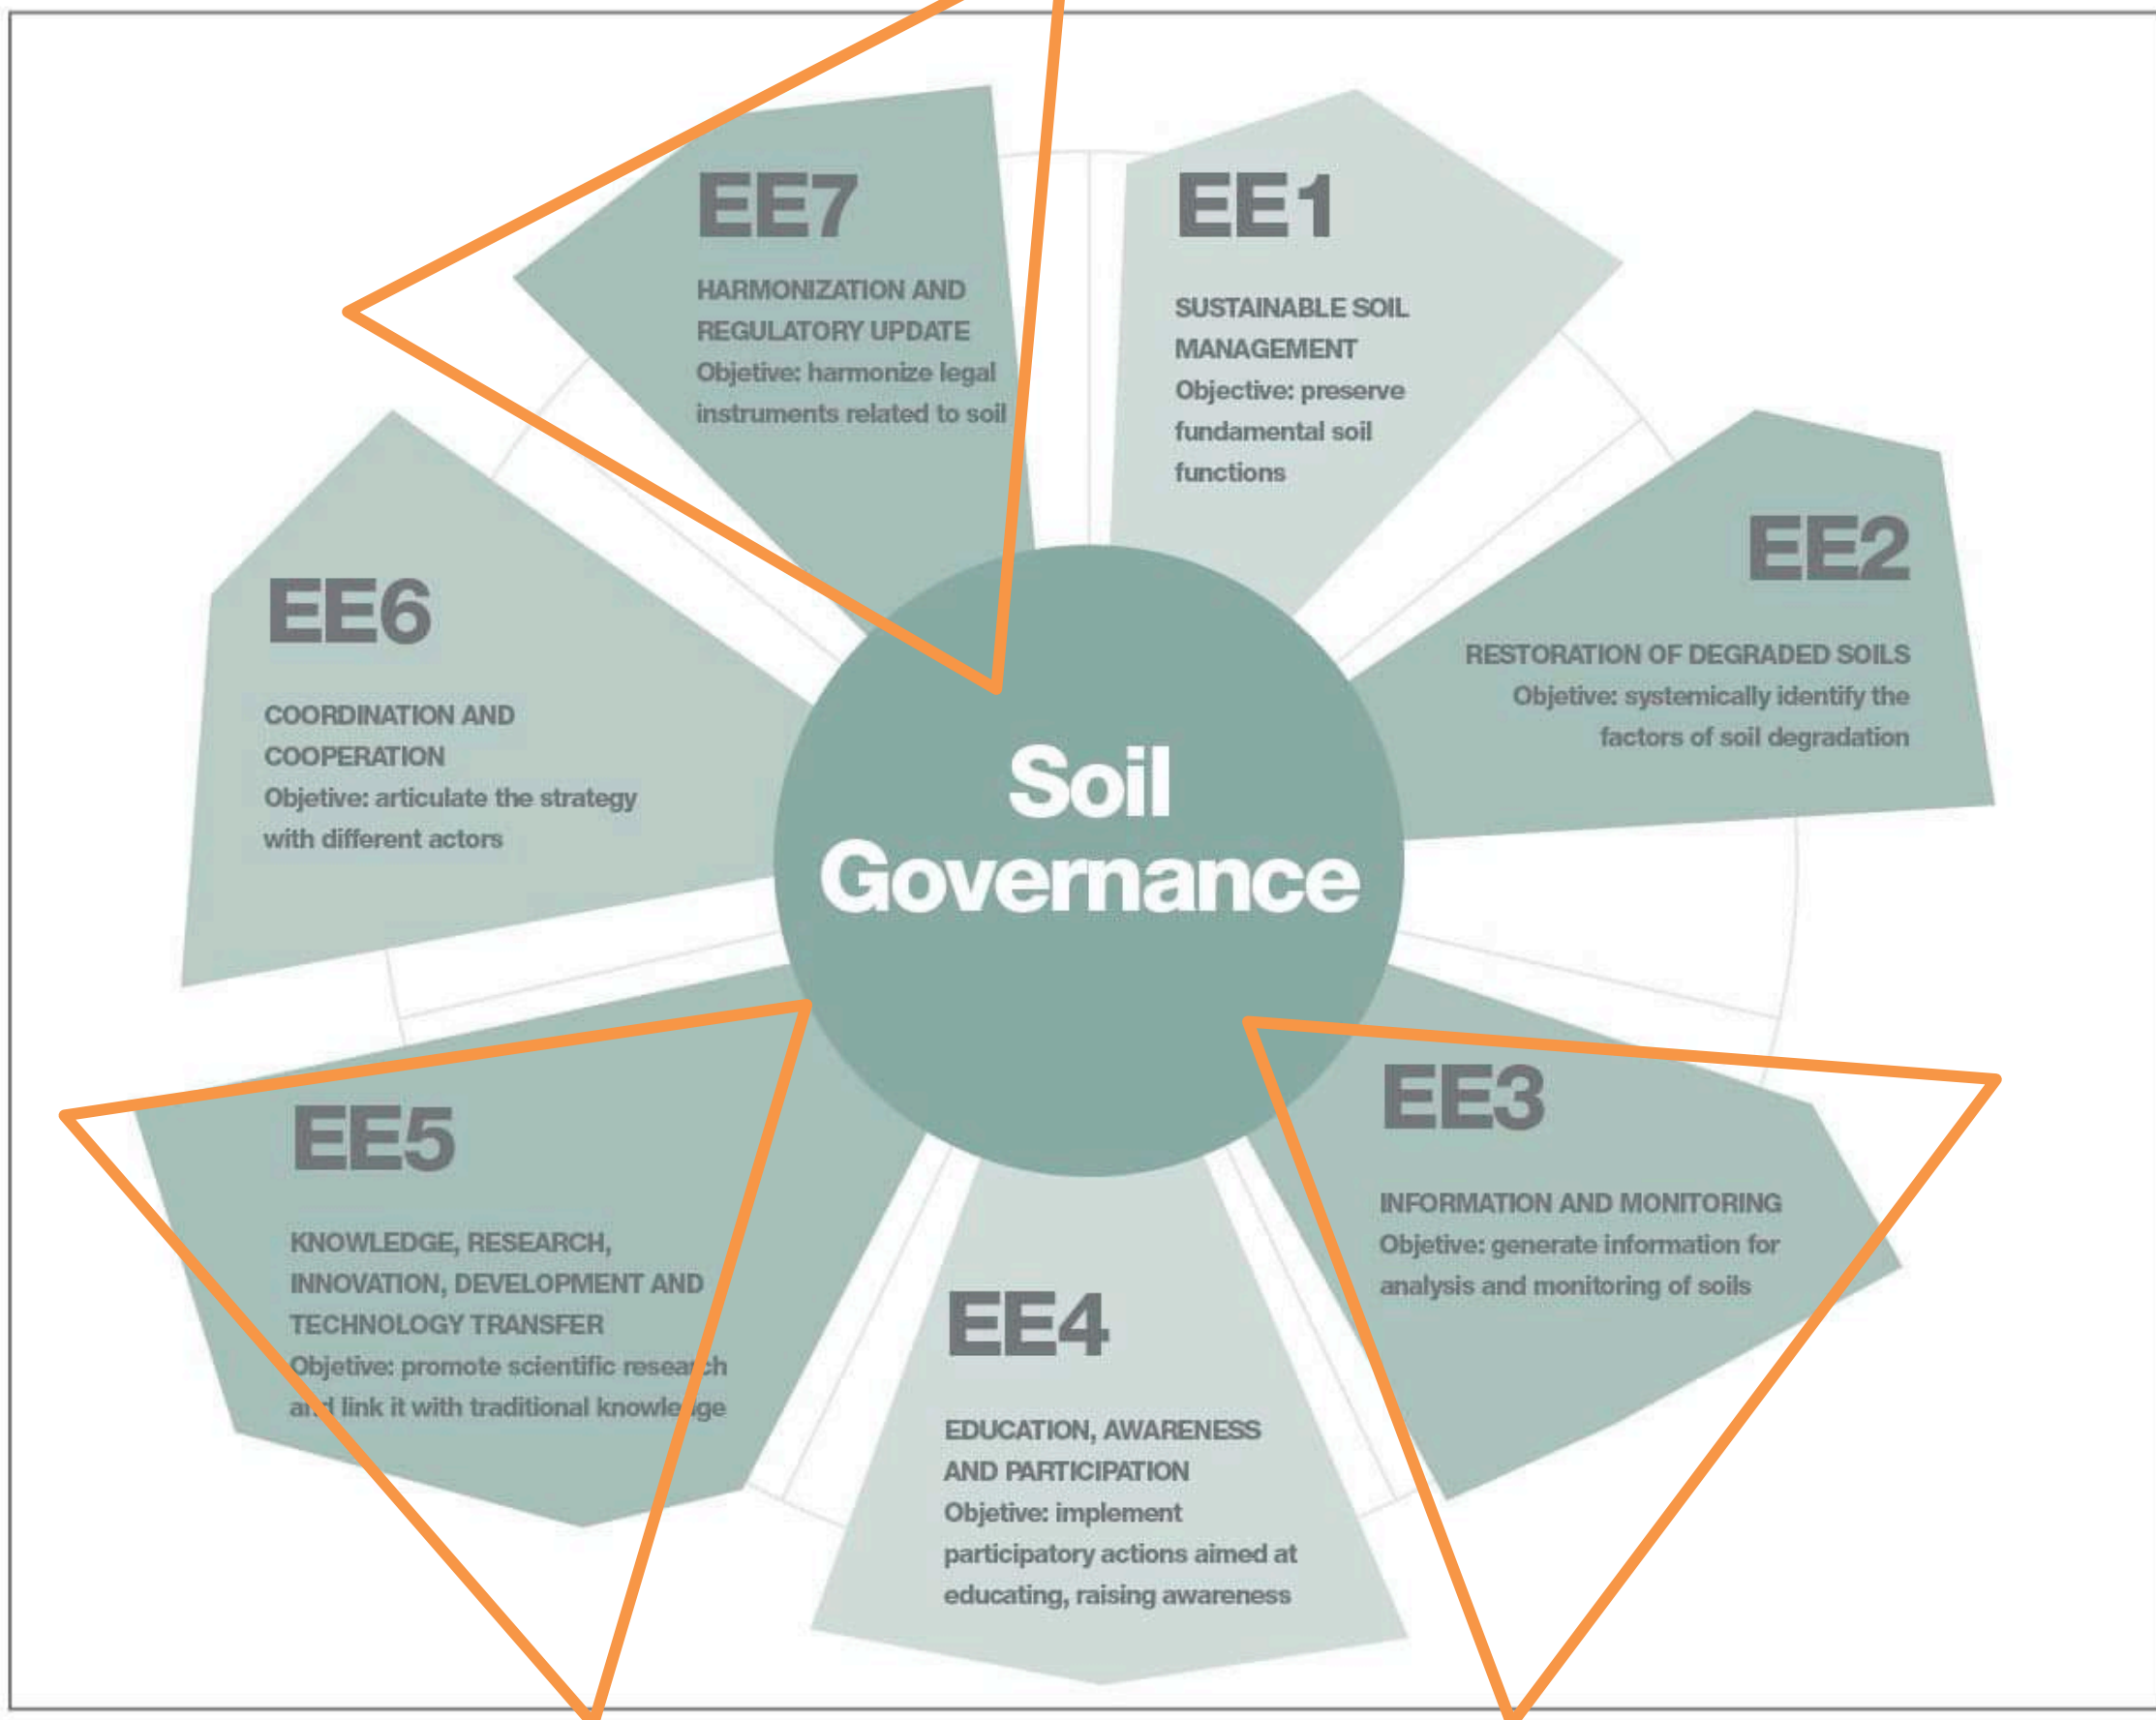 EE7
HARMONIZATION AND
REGULATORY UPDATE
Objetive: harmonize legal
instruments related to soil
EE1
SUSTAINABLE SOIL
MANAGEMENT
Objective: preserve
fundamental soil
functions
EE2
RESTORATION OF DEGRADED SOILS
Objetive: systemically identify the
factors of soil degradation
EE6
COORDINATION AND
COOPERATION
Objetive: articulate the strategy
with different actors
Soil
Governance
EE3
INFORMATION AND MONITORING
Objetive: generate information for
analysis and monitoring of soils
EE5
KNOWLEDGE, RESEARCH,
INNOVATION, DEVELOPMENT AND
TECHNOLOGY TRANSFER
Objetive: promote scientific research
and link it with traditional knowledge
EE4
EDUCATION, AWARENESS
AND PARTICIPATION
Objetive: implement
participatory actions aimed at
educating, raising awareness